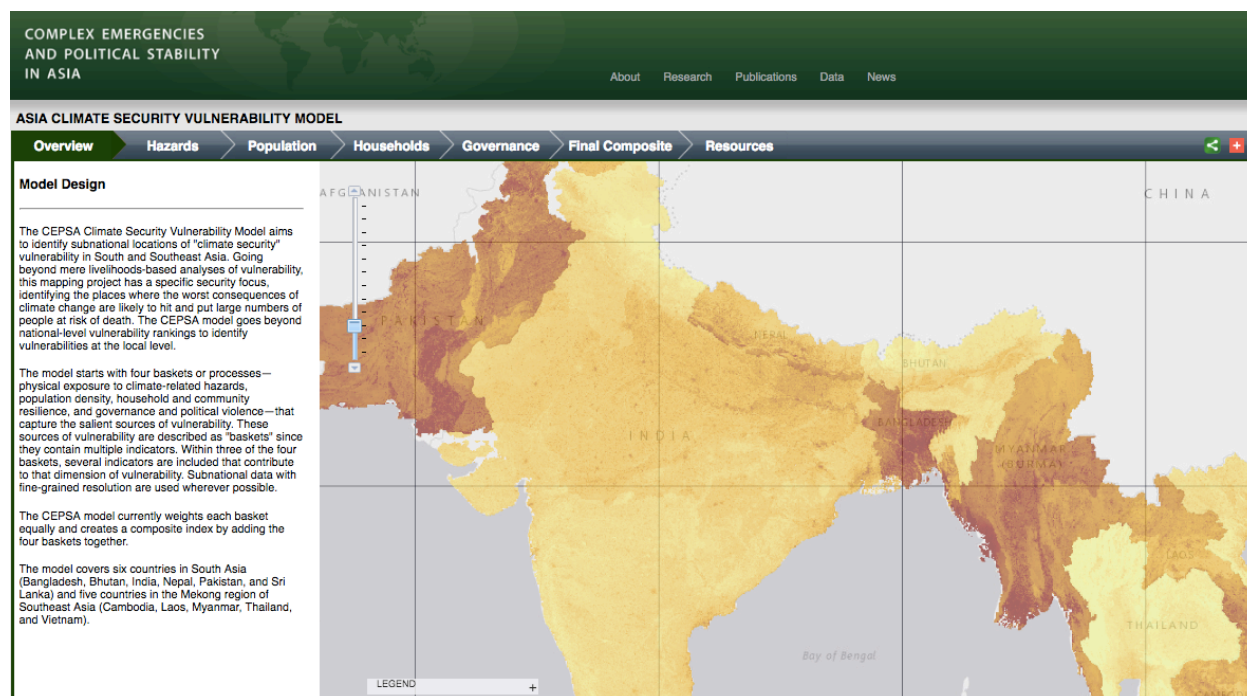 COMPLEX EMERGENCIES
AND POLITICAL STABILITY
IN ASIA
About Research Publications Data News
ASIA CLIMATE SECURITY VULNERABILITY MODEL
Overview Hazards Population Households Governance Final Composite Resources
Model Design
The CEPSA Climate Security Vulnerability Model aims
to identify subnational locations of "climate security"
vulnerability in South and Southeast Asia. Going
beyond mere livelihoods-based analyses of vulnerability,
this mapping project has a specific security focus,
identifying the places where the worst consequences of
climate change are likely to hit and put large numbers of
people at risk of death. The CEPSA model goes beyond
national-level vulnerability rankings to identify
vulnerabilities at the local level.
The model starts with four baskets or processes—
physical exposure to climate-related hazards,
population density, household and community
resilience, and governance and political violence—that
capture the salient sources of vulnerability. These
sources of vulnerability are described as "baskets" since
they contain multiple indicators. Within three of the four
baskets, several indicators are included that contribute
to that dimension of vulnerability. Subnational data with
fine-grained resolution are used wherever possible.
The CEPSA model currently weights each basket
equally and creates a composite index by adding the
four baskets together.
The model covers six countries in South Asia
(Bangladesh, Bhutan, India, Nepal, Pakistan, and Sri
Lanka) and five countries in the Mekong region of
Southeast Asia (Cambodia, Laos, Myanmar, Thailand,
and Vietnam).
AFGHANISTAN
CHINA
PAKISTAN
NEPAL
BHUTAN
BANGLADESH
INDIA
MYANMAR
(BURMA)
LAOS
THAILAND
Bay of Bengal
LEGEND +